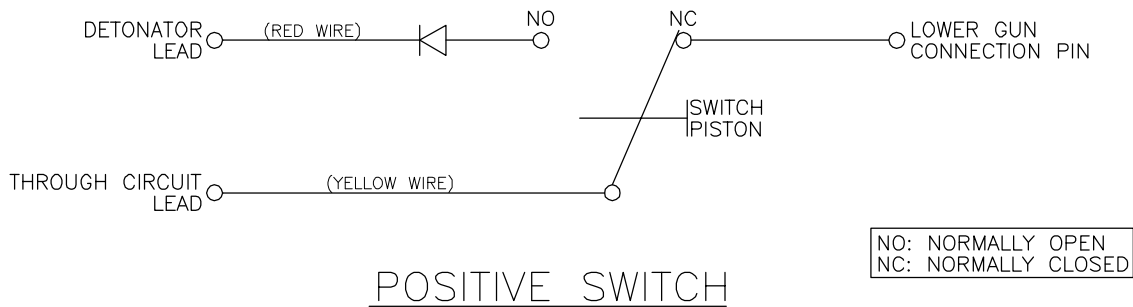 DETONATOR
LEAD
(RED WIRE)
NO
NC
LOWER GUN
CONNECTION PIN
SWITCH
PISTON
THROUGH CIRCUIT
LEAD
(YELLOW WIRE)
NO: NORMALLY OPEN
NC: NORMALLY CLOSED
POSITIVE SWITCH